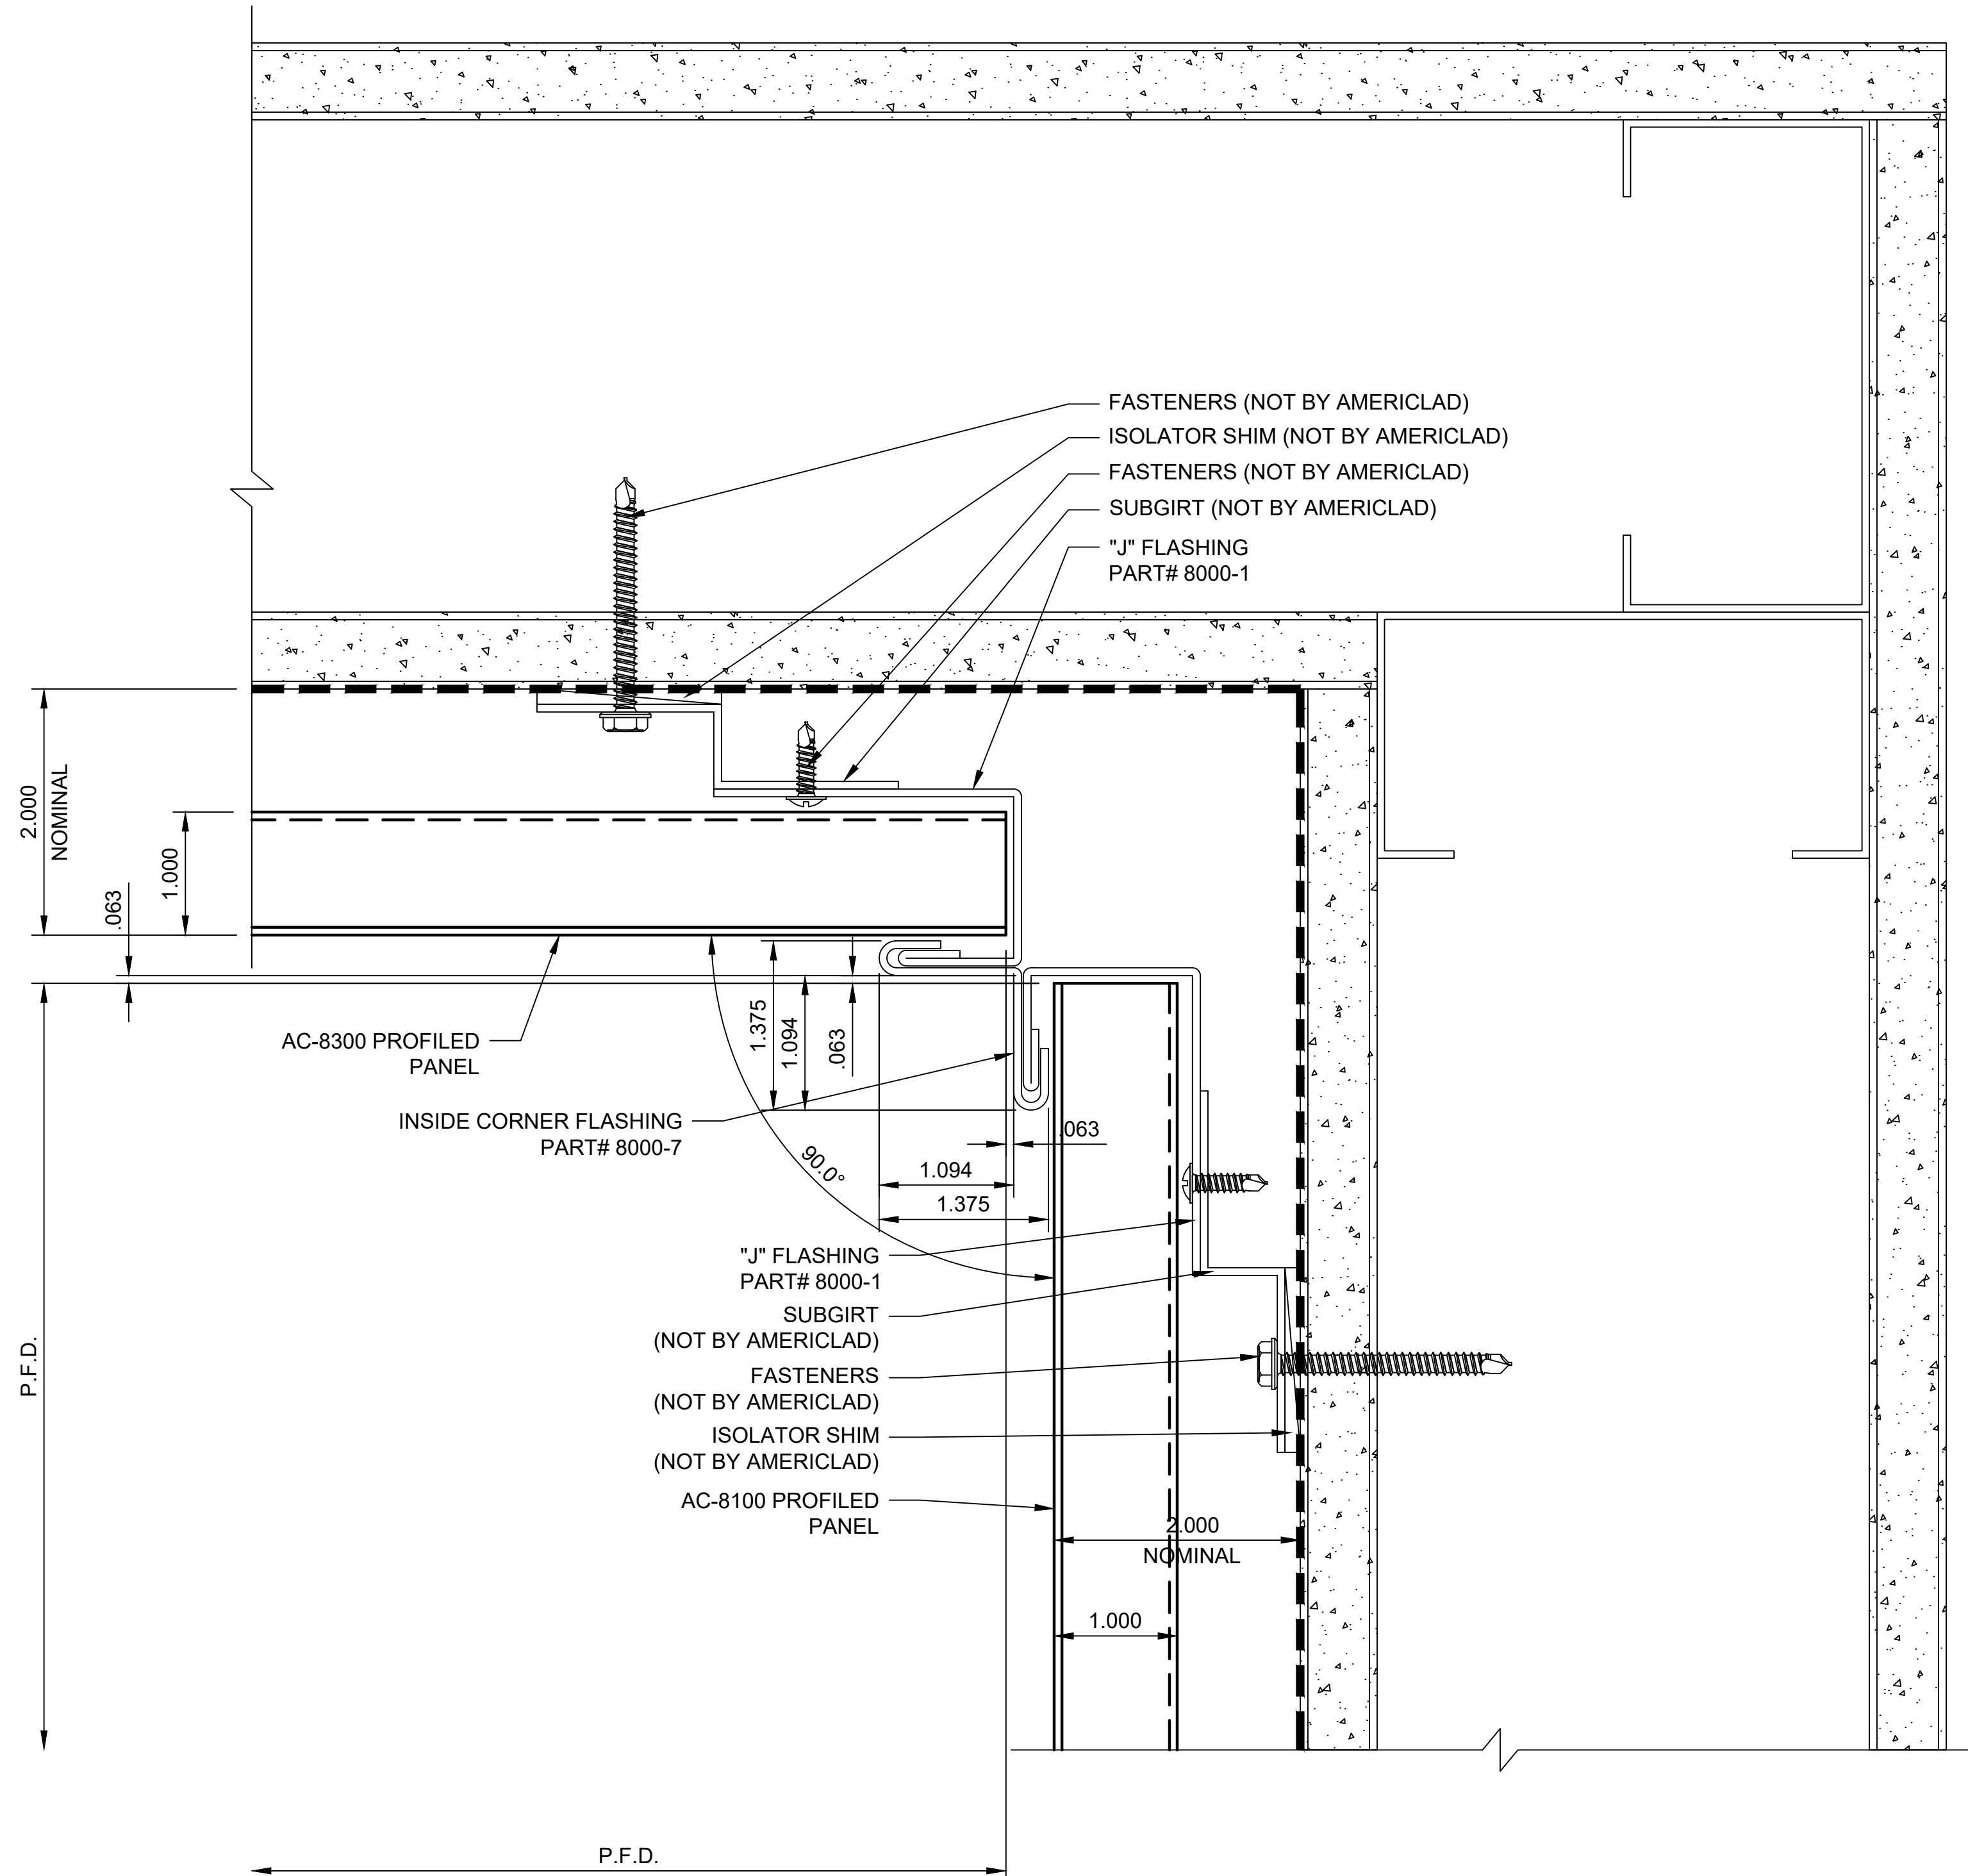 FASTENERS (NOT BY AMERICLAD)
ISOLATOR SHIM (NOT BY AMERICLAD)
FASTENERS (NOT BY AMERICLAD)
SUBGIRT (NOT BY AMERICLAD)
"J" FLASHING
PART# 8000-1
2.000
NOMINAL
1.000
.063
AC-8300 PROFILED
PANEL
1.375
1.094
.063
INSIDE CORNER FLASHING
PART# 8000-7
.063
90.0°
1.094
1.375
"J" FLASHING
PART# 8000-1
SUBGIRT
(NOT BY AMERICLAD)
FASTENERS
(NOT BY AMERICLAD)
ISOLATOR SHIM
(NOT BY AMERICLAD)
AC-8100 PROFILED
PANEL
2.000
NOMINAL
1.000
P.F.D.
P.F.D.